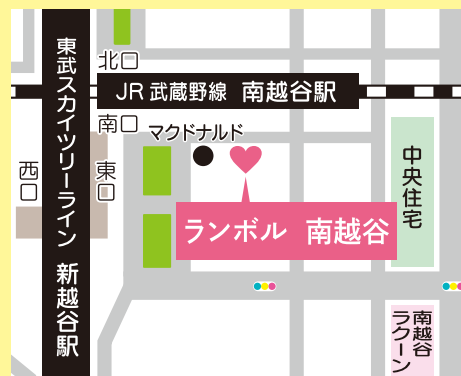 東武スカイツリーライン 新越谷駅
北口
JR 武蔵野線 南越谷駅
南口
マクドナルド
西口
東口
中央住宅
ランボル 南越谷
南越谷
ラクーン